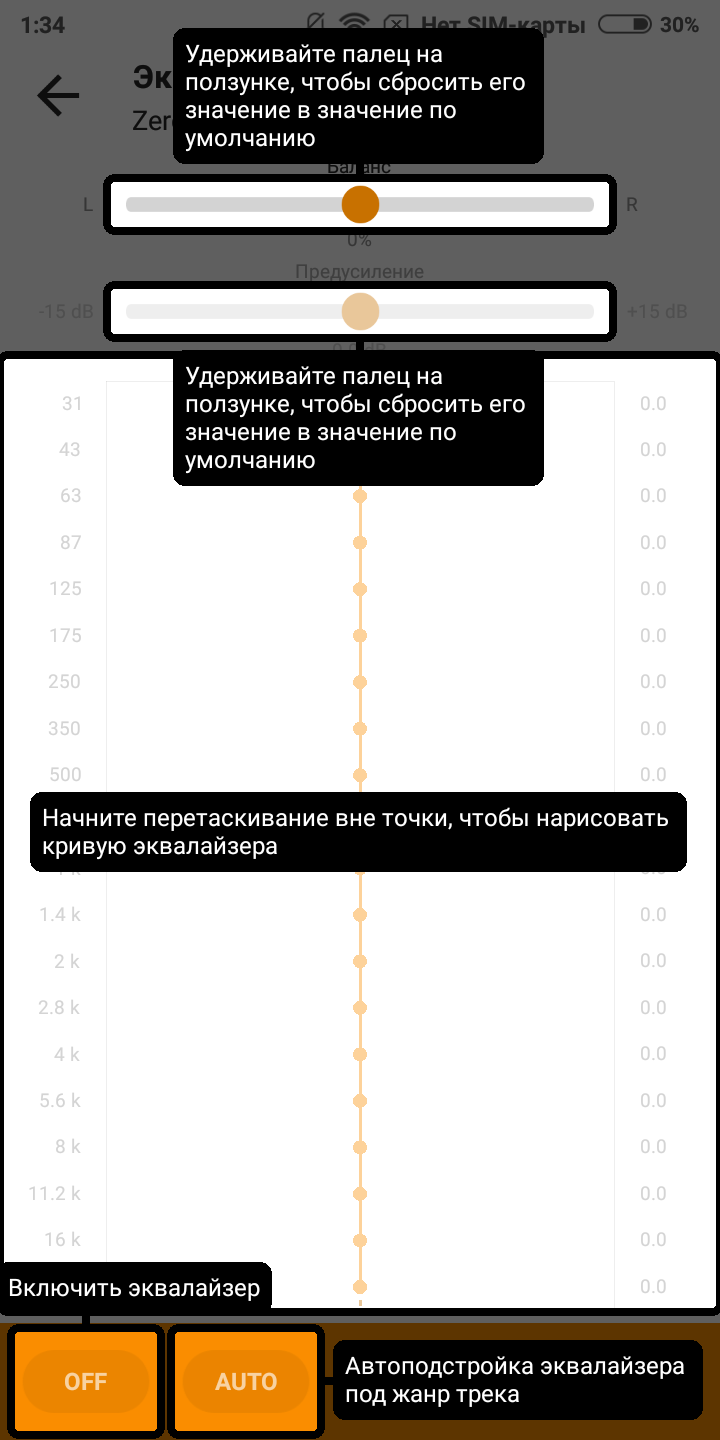 1:34 Нет SIM-карты 30%
Удерживайте палец на
ползунке, чтобы сбросить его
значение в значение по
умолчанию
Баланс
L R
0%
Предусиление
-15 dB +15 dB
0.0 dB
Удерживайте палец на
ползунке, чтобы сбросить его
значение в значение по
умолчанию
31 0.0
43 0.0
63 0.0
87 0.0
125 0.0
175 0.0
250 0.0
350 0.0
500 0.0
Начните перетаскивание вне точки, чтобы нарисовать
кривую эквалайзера
1.4 k 0.0
2 k 0.0
2.8 k 0.0
4 k 0.0
5.6 k 0.0
8 k 0.0
11.2 k 0.0
16 k 0.0
0.0
Включить эквалайзер
OFF AUTO
Автоподстройка эквалайзера
под жанр трека